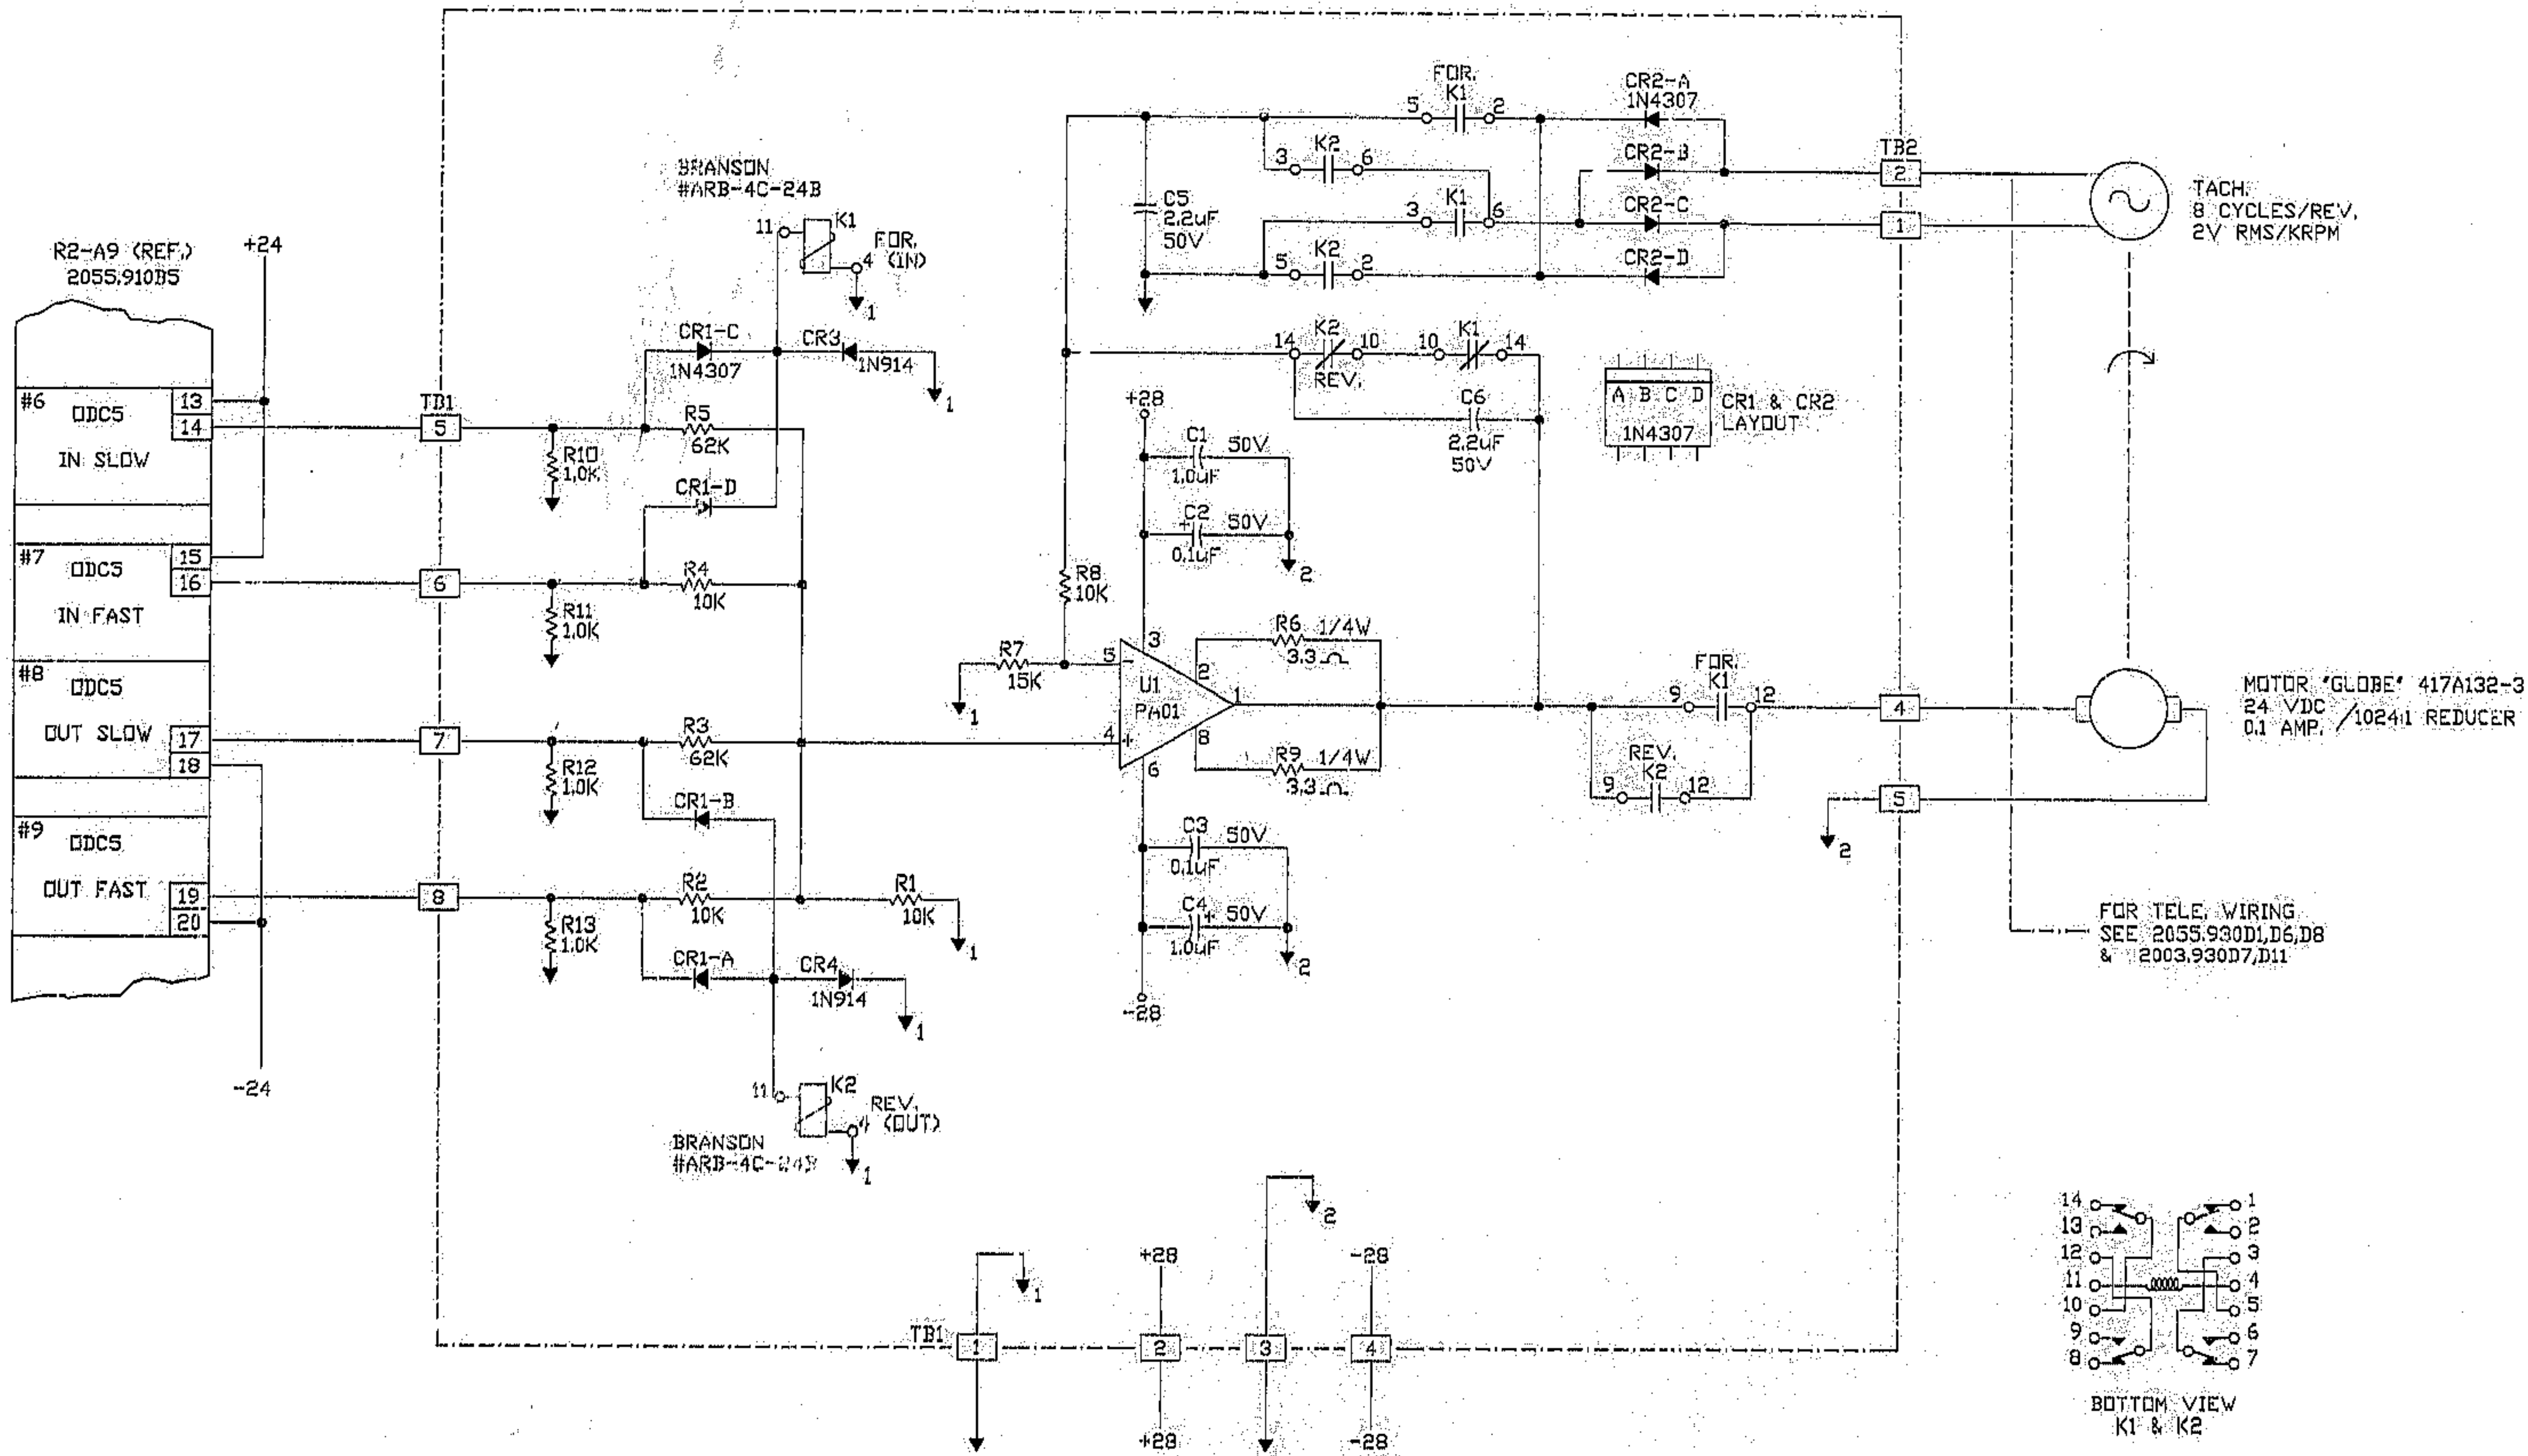 R2-A9 (REF.)
2055.910B5
+24
#6
ODC5
13
14
IN SLOW
#7
ODC5
15
16
IN FAST
#8
ODC5
OUT SLOW
17
18
#9
ODC5
OUT FAST
19
20
-24
TB1
5
6
7
8
BRANSON
#ARB-4C-24B
11
K1
FOR.
(IN)
4
1
CR1-C
1N4307
CR3
1N914
1
R5
62K
R10
1.0K
CR1-D
R4
10K
R11
1.0K
R3
62K
R12
1.0K
CR1-B
R2
10K
R1
10K
1
R13
1.0K
CR1-A
CR4
1N914
1
11
K2
REV.
(OUT)
4
1
BRANSON
#ARB-4C-24B
FOR.
5
K1
2
3
K2
6
C5
2.2uF
50V
3
K1
6
5
K2
2
CR2-A
1N4307
CR2-B
CR2-C
CR2-D
TB2
2
1
TACH.
8 CYCLES/REV.
2V RMS/KRPM
14
K2
10
REV.
10
K1
14
C6
2.2uF
50V
A B C D
1N4307
CR1 & CR2
LAYOUT
+28
C1
50V
1.0uF
+
C2
50V
0.1uF
2
R8
10K
R7
15K
1
5
-
3
2
U1
PA01
1
4
+
8
6
R6
1/4W
3.3Ω
R9
1/4W
3.3Ω
C3
50V
0.1uF
C4
+
50V
1.0uF
2
-28
FOR.
9
K1
12
REV.
9
K2
12
4
5
2
MOTOR "GLOBE" 417A132-3
24 VDC
0.1 AMP. /1024:1 REDUCER
FOR TELE. WIRING
SEE 2055.930D1,D6,D8
& 2003.930D7,D11
TB1
1
1
+28
2
+28
2
3
-28
4
-28
14
13
12
11
10
9
8
1
2
3
4
5
6
7
BOTTOM VIEW
K1 & K2